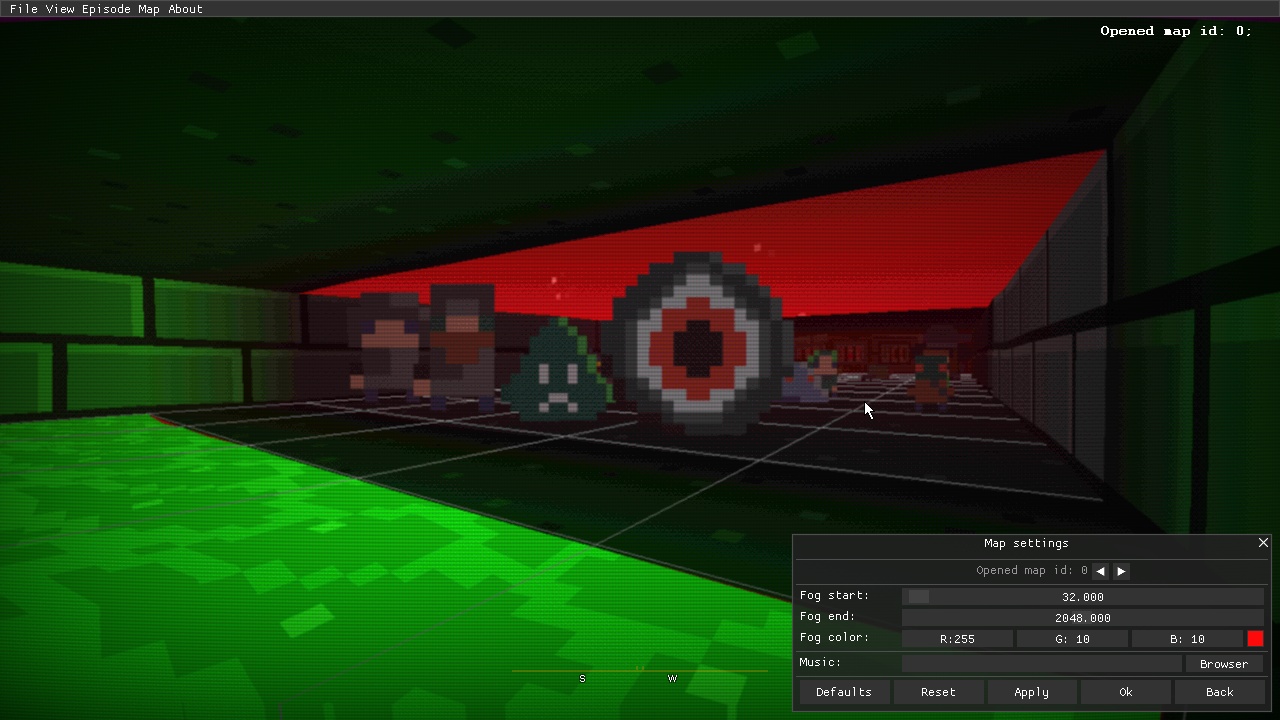 File View Episode Map About
Opened map id: 0;
Map settings
Opened map id: 0
Fog start: 32.000
Fog end: 2048.000
Fog color: R:255 G: 10 B: 10
Music: Browser
Defaults Reset Apply Ok Back
S W